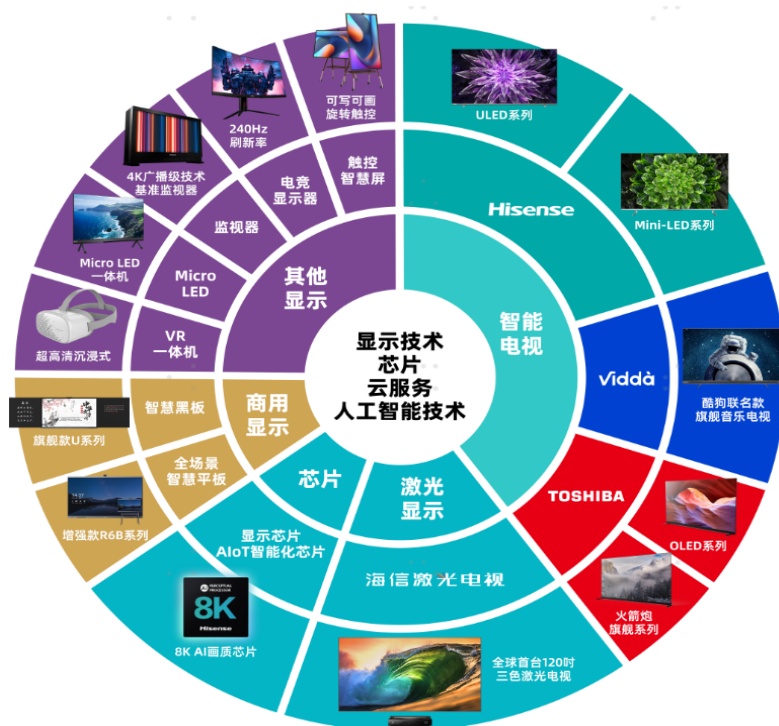 显示技术
芯片
云服务
人工智能技术
智能
电视
Hisense
ULED系列
Mini-LED系列
Vidda
酷狗联名款
旗舰音乐电视
TOSHIBA
OLED系列
火箭炮
旗舰系列
激光
显示
海信激光电视
全球首台120吋
三色激光电视
芯片
显示芯片
AIoT智能化芯片
8K
Hisense
8K AI画质芯片
商用
显示
全场景
智慧平板
增强款R6B系列
智慧黑板
旗舰款U系列
其他
显示
VR
一体机
超高清沉浸式
Micro
LED
Micro LED
一体机
监视器
4K广播级技术
基准监视器
电竞
显示器
240Hz
刷新率
触控
智慧屏
可写可画
旋转触控